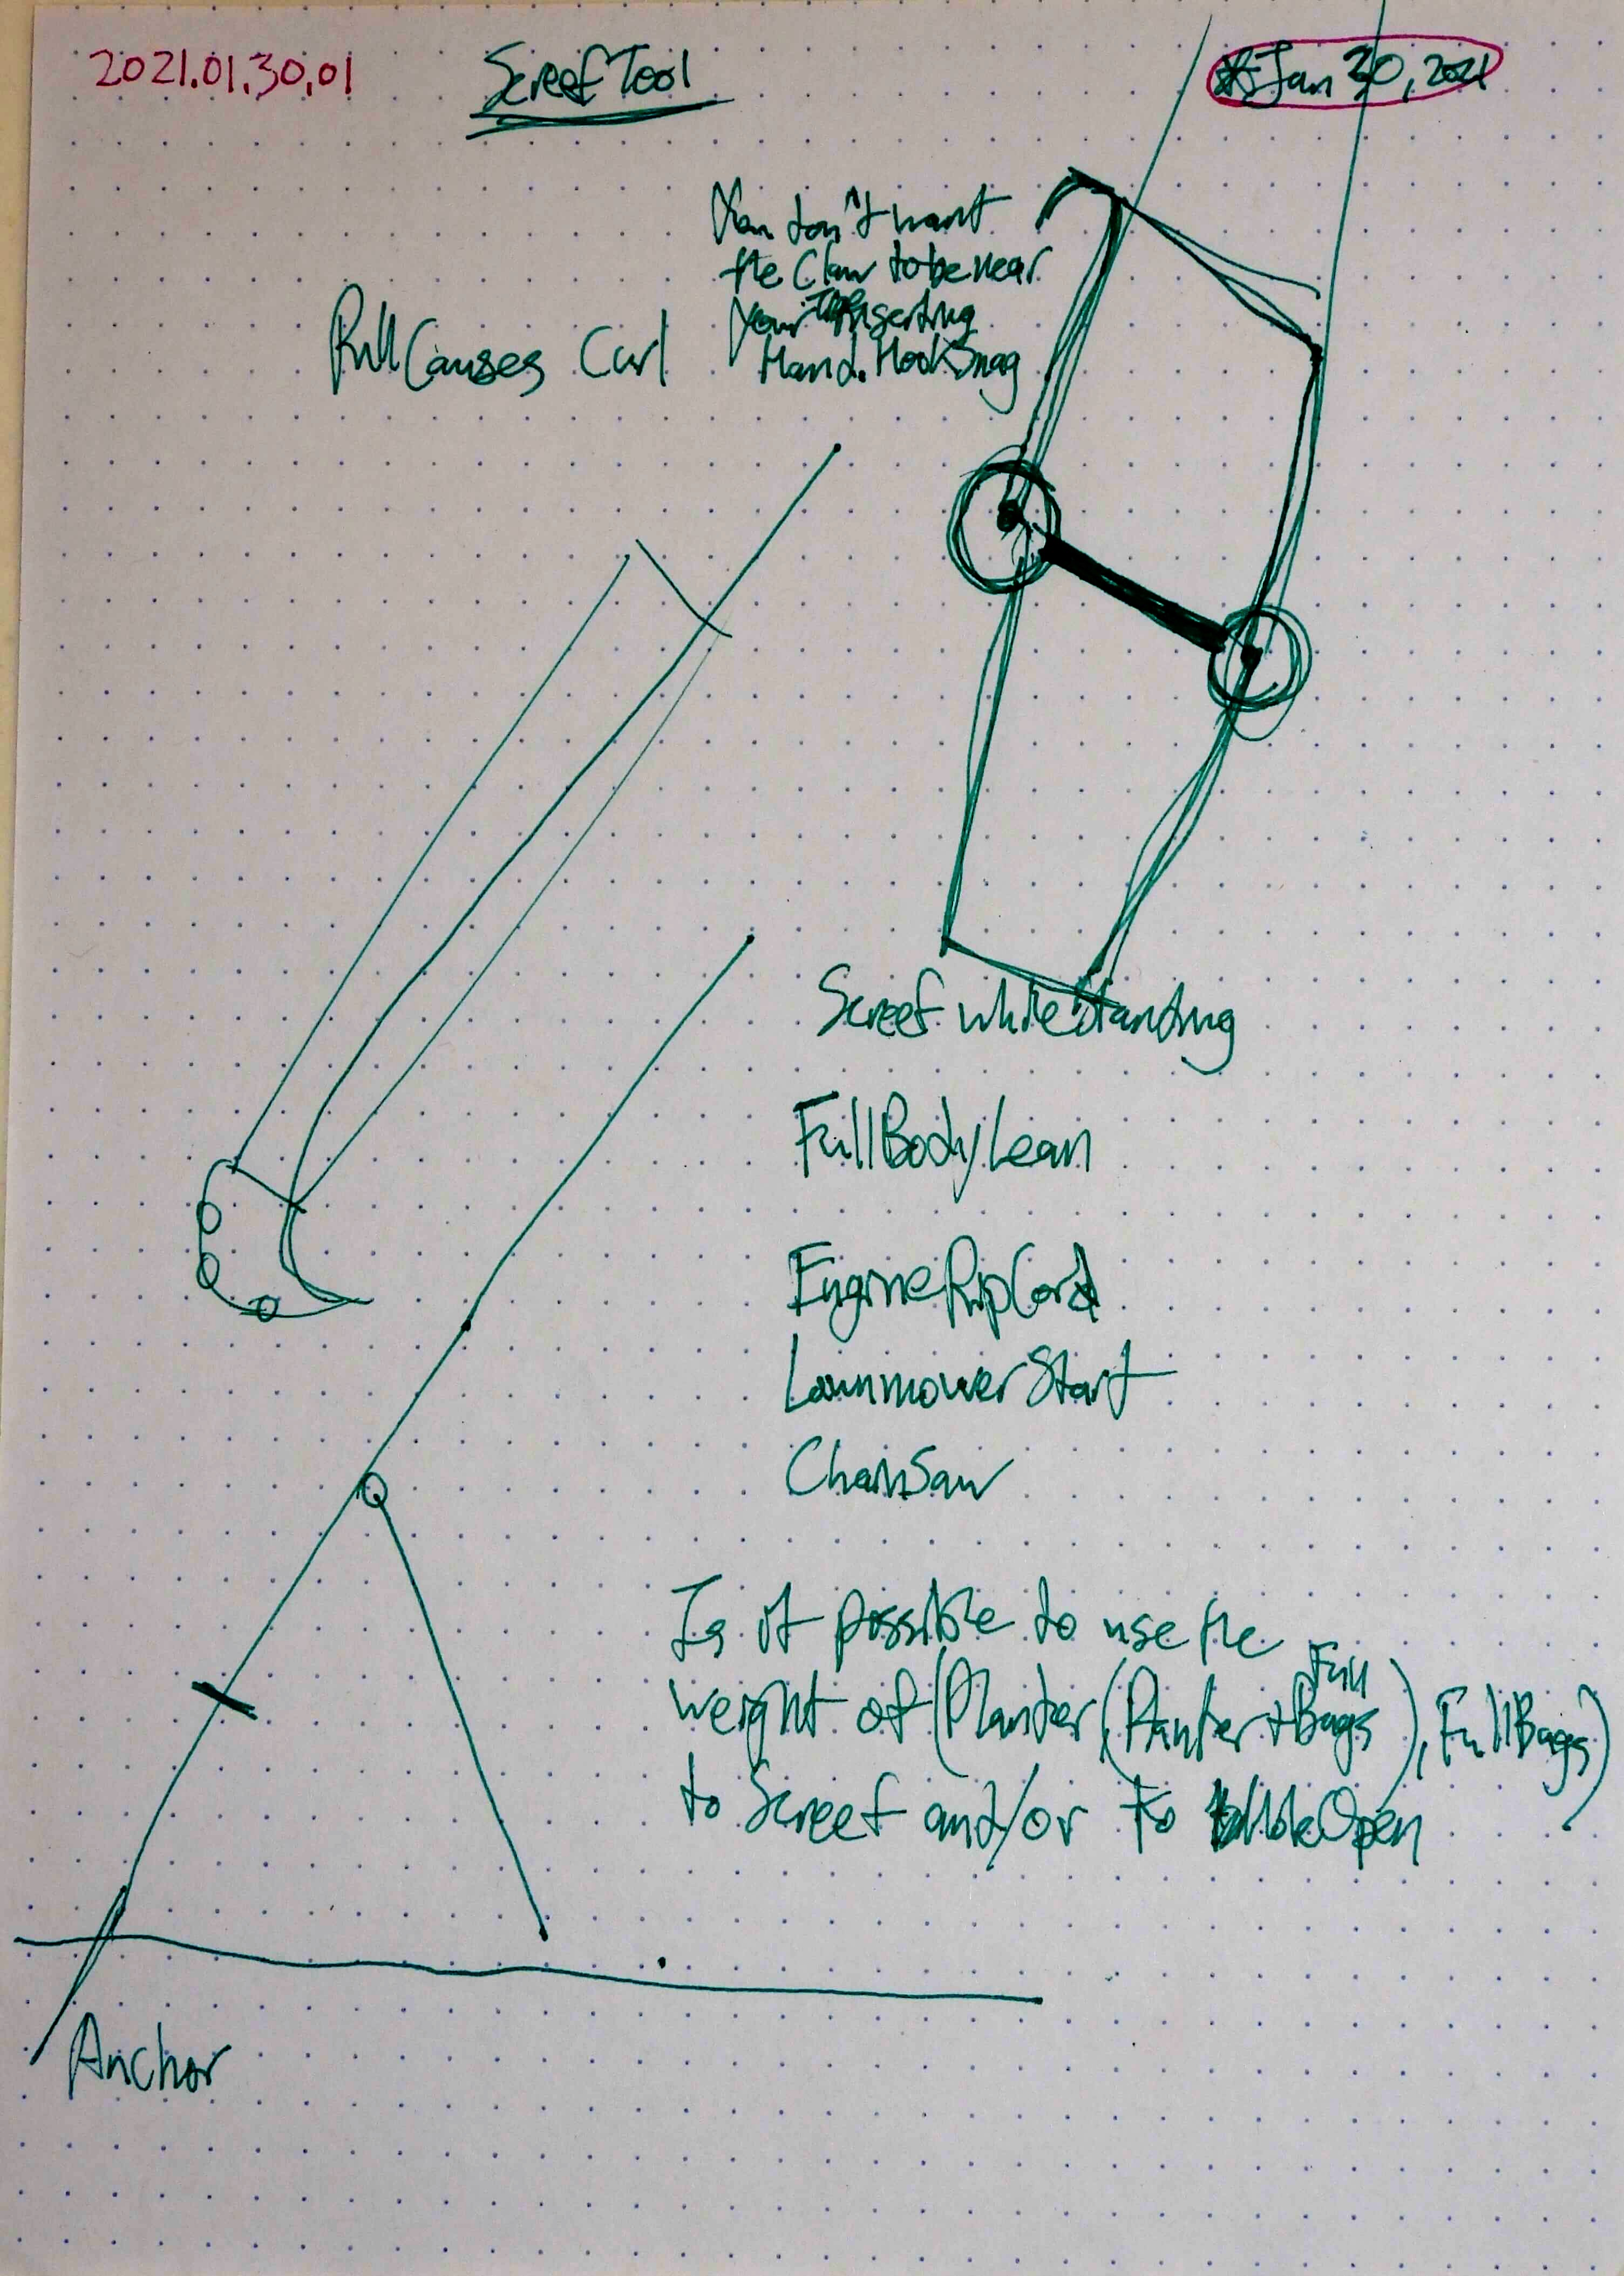 2021.01.30.01
Screef Tool
Jan 30, 2021
You don't want
the Claw to be near
Your Inserting
Hand. Hook Snag
Pull Causes Curl
Screef while Standing
Full Body Lean
Engine Rip Cord
Lawnmower Start
ChainSaw
Is it possible to use the
weight of (Planter (Planter + Full Bags), Full Bags)
to Screef and/or to Open
Anchor